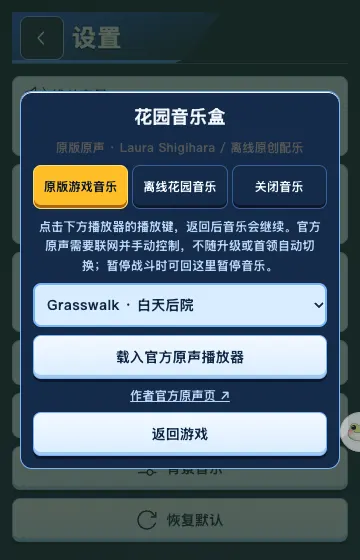 设置
花园音乐盒
原版原声 · Laura Shigihara / 离线原创配乐
原版游戏音乐
离线花园音乐
关闭音乐
点击下方播放器的播放键，返回后音乐会继续。官方
原声需要联网并手动控制，不随升级或首领自动切
换；暂停战斗时可回这里暂停音乐。
Grasswalk · 白天后院
载入官方原声播放器
作者官方原声页 ↗
返回游戏
背景音乐
恢复默认